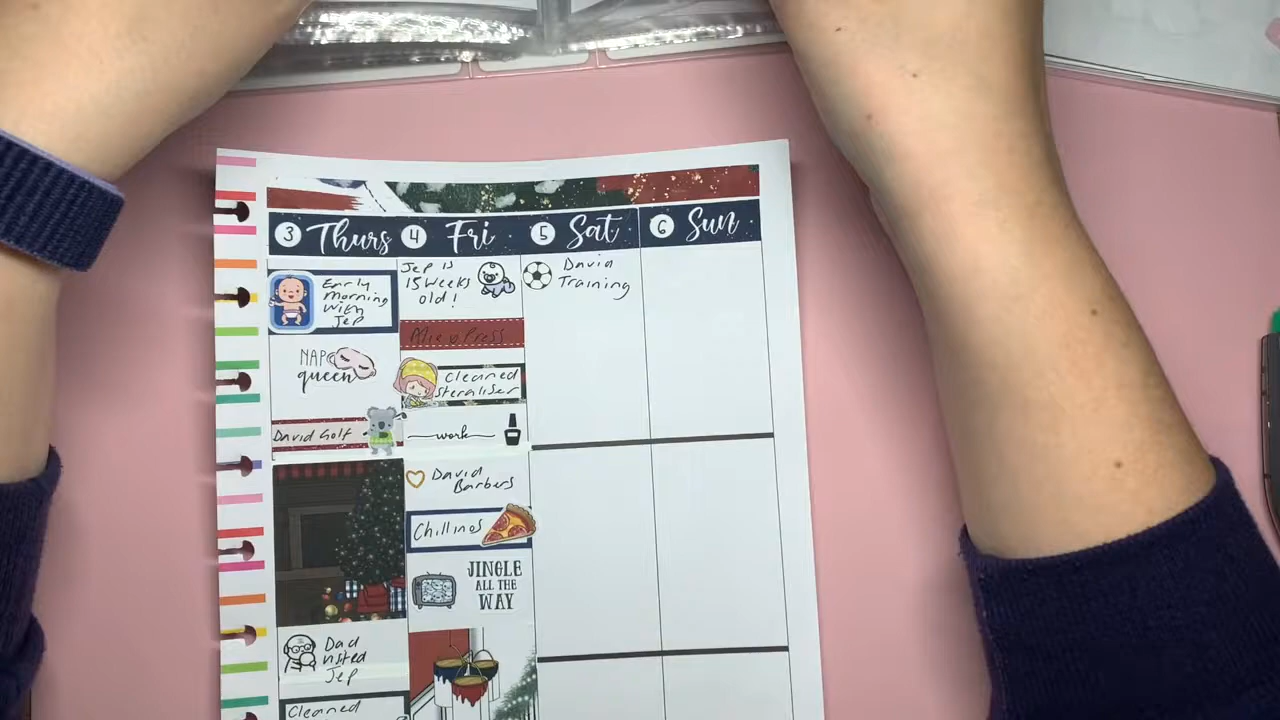 3 Thurs
4 Fri
5 Sat
6 Sun
Early
morning
with
Jep
NAP
queen
David Golf
Dad
visited
Jep
Cleaned
Jep is
15 weeks
old!
Cleaned
steraliser
work
David
Barbers
Chilling
JINGLE
ALL THE
WAY
David
Training